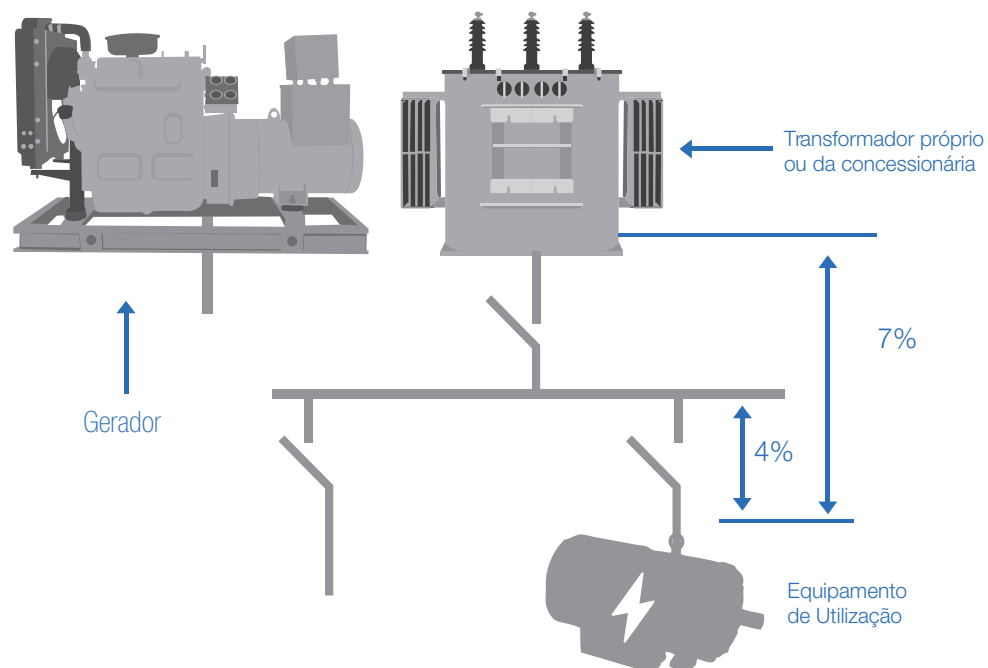 Transformador próprio
ou da concessionária
7%
Gerador
4%
Equipamento
de Utilização